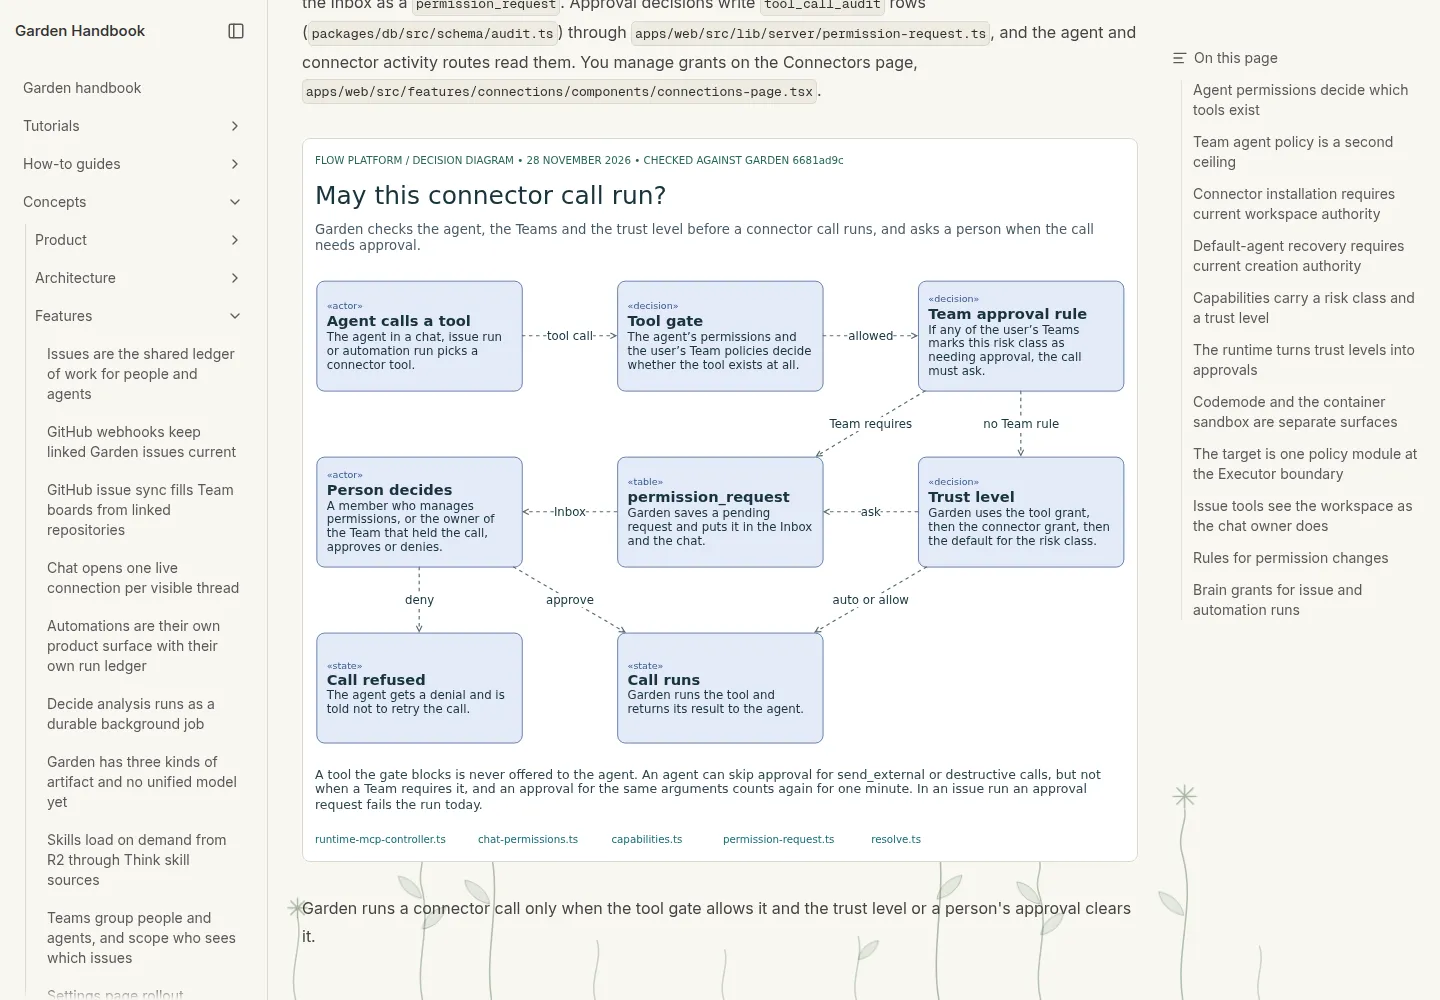 Garden Handbook
Garden handbook
Tutorials
How-to guides
Concepts
Product
Architecture
Features
Issues are the shared ledger
of work for people and
agents
GitHub webhooks keep
linked Garden issues current
GitHub issue sync fills Team
boards from linked
repositories
Chat opens one live
connection per visible thread
Automations are their own
product surface with their
own run ledger
Decide analysis runs as a
durable background job
Garden has three kinds of
artifact and no unified model
yet
Skills load on demand from
R2 through Think skill
sources
Teams group people and
agents, and scope who sees
which issues
Settings page rollout
the Inbox as a permission_request. Approval decisions write tool_call_audit rows
(packages/db/src/schema/audit.ts) through apps/web/src/lib/server/permission-request.ts, and the agent and
connector activity routes read them. You manage grants on the Connectors page,
apps/web/src/features/connections/components/connections-page.tsx.
FLOW PLATFORM / DECISION DIAGRAM • 28 NOVEMBER 2026 • CHECKED AGAINST GARDEN 6681ad9c
May this connector call run?
Garden checks the agent, the Teams and the trust level before a connector call runs, and asks a person when the call
needs approval.
«actor»
Agent calls a tool
The agent in a chat, issue run
or automation run picks a
connector tool.
tool call
«decision»
Tool gate
The agent’s permissions and
the user’s Team policies decide
whether the tool exists at all.
allowed
«decision»
Team approval rule
If any of the user’s Teams
marks this risk class as
needing approval, the call
must ask.
Team requires
no Team rule
«actor»
Person decides
A member who manages
permissions, or the owner of
the Team that held the call,
approves or denies.
Inbox
«table»
permission_request
Garden saves a pending
request and puts it in the Inbox
and the chat.
ask
«decision»
Trust level
Garden uses the tool grant,
then the connector grant, then
the default for the risk class.
deny
approve
auto or allow
«state»
Call refused
The agent gets a denial and is
told not to retry the call.
«state»
Call runs
Garden runs the tool and
returns its result to the agent.
A tool the gate blocks is never offered to the agent. An agent can skip approval for send_external or destructive calls, but not
when a Team requires it, and an approval for the same arguments counts again for one minute. In an issue run an approval
request fails the run today.
runtime-mcp-controller.ts chat-permissions.ts capabilities.ts permission-request.ts resolve.ts
Garden runs a connector call only when the tool gate allows it and the trust level or a person's approval clears
it.
On this page
Agent permissions decide which
tools exist
Team agent policy is a second
ceiling
Connector installation requires
current workspace authority
Default-agent recovery requires
current creation authority
Capabilities carry a risk class and
a trust level
The runtime turns trust levels into
approvals
Codemode and the container
sandbox are separate surfaces
The target is one policy module at
the Executor boundary
Issue tools see the workspace as
the chat owner does
Rules for permission changes
Brain grants for issue and
automation runs